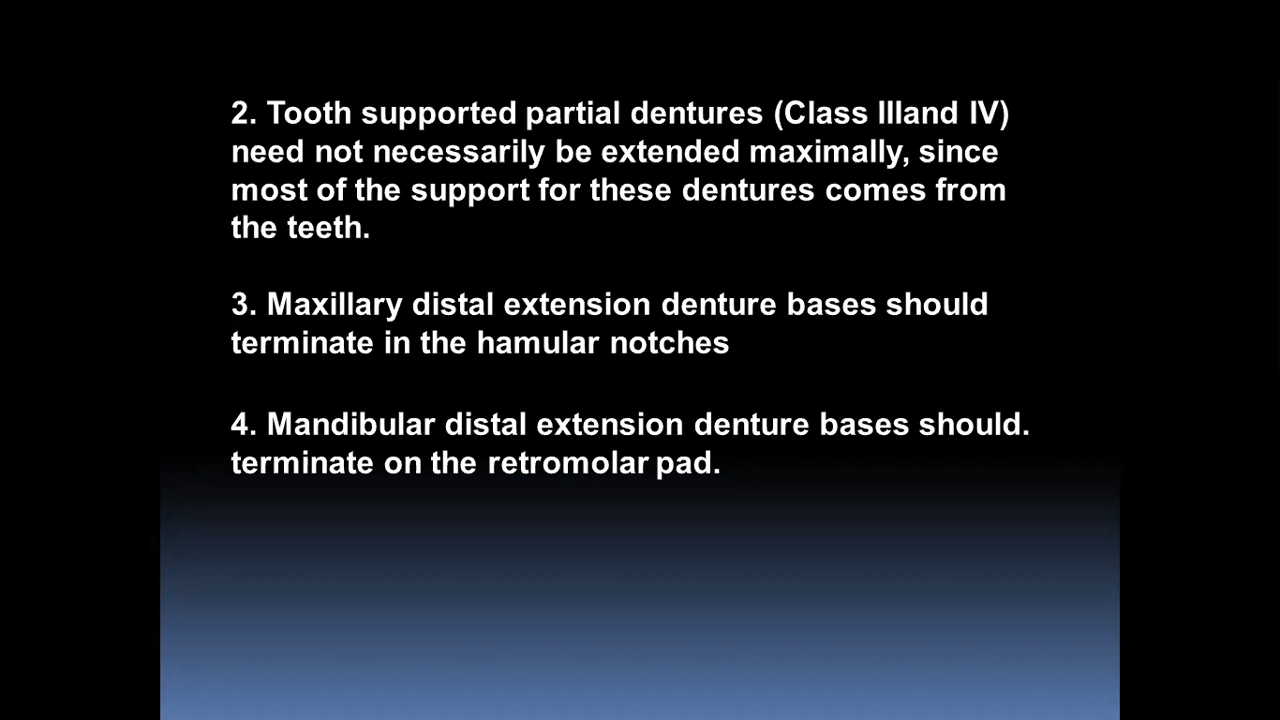 2. Tooth supported partial dentures (Class IIIand IV)
need not necessarily be extended maximally, since
most of the support for these dentures comes from
the teeth.
3. Maxillary distal extension denture bases should
terminate in the hamular notches
4. Mandibular distal extension denture bases should.
terminate on the retromolar pad.